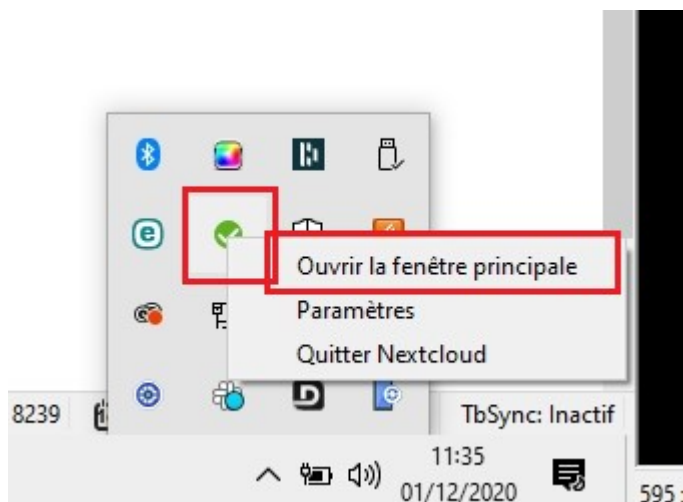 Ouvrir la fenêtre principale
Paramètres
Quitter Nextcloud
8239
TbSync: Inactif
11:35
01/12/2020
595